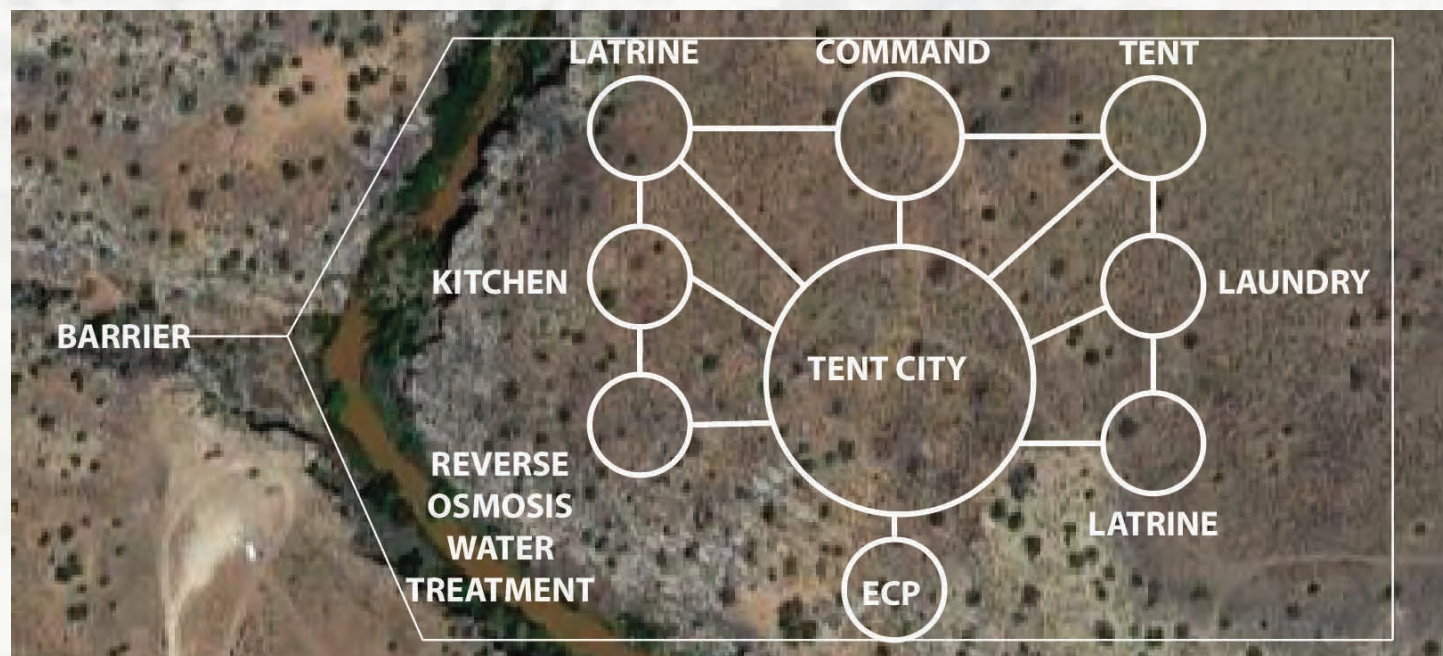 LATRINE
COMMAND
TENT
KITCHEN
LAUNDRY
BARRIER
TENT CITY
REVERSE
OSMOSIS
WATER
TREATMENT
LATRINE
ECP